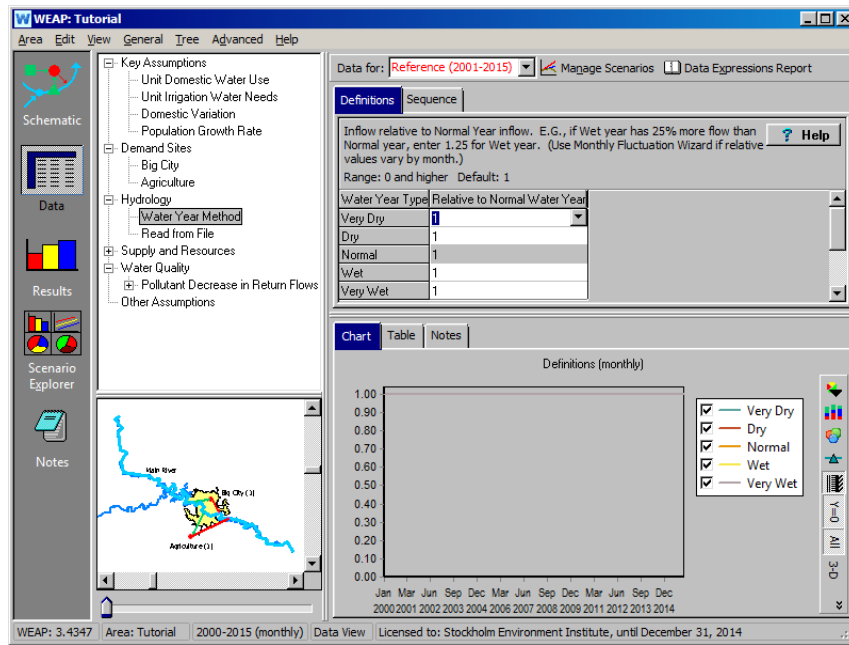 WEAP: Tutorial
Area Edit View General Tree Advanced Help
Schematic
Data
Results
Scenario
Explorer
Notes
Key Assumptions
Unit Domestic Water Use
Unit Irrigation Water Needs
Domestic Variation
Population Growth Rate
Demand Sites
Big City
Agriculture
Hydrology
Water Year Method
Read from File
Supply and Resources
Water Quality
Pollutant Decrease in Return Flows
Other Assumptions
Main River
Big City (1)
Agriculture (1)
Data for: Reference (2001-2015) Manage Scenarios Data Expressions Report
Definitions Sequence
Inflow relative to Normal Year inflow. E.G., if Wet year has 25% more flow than
Normal year, enter 1.25 for Wet year. (Use Monthly Fluctuation Wizard if relative
values vary by month.)
Range: 0 and higher Default: 1
? Help
Water Year Type Relative to Normal Water Year
Very Dry 1
Dry 1
Normal 1
Wet 1
Very Wet 1
Chart Table Notes
Definitions (monthly)
1.00
0.90
0.80
0.70
0.60
0.50
0.40
0.30
0.20
0.10
0.00
Jan Mar Jun Sep Dec Mar Jun Sep Dec Mar Jun Sep Dec
2000 2001 2002 2003 2004 2006 2007 2008 2009 2011 2012 2013 2014
Very Dry
Dry
Normal
Wet
Very Wet
Y=0
All
3-D
WEAP: 3.4347 Area: Tutorial 2000-2015 (monthly) Data View Licensed to: Stockholm Environment Institute, until December 31, 2014